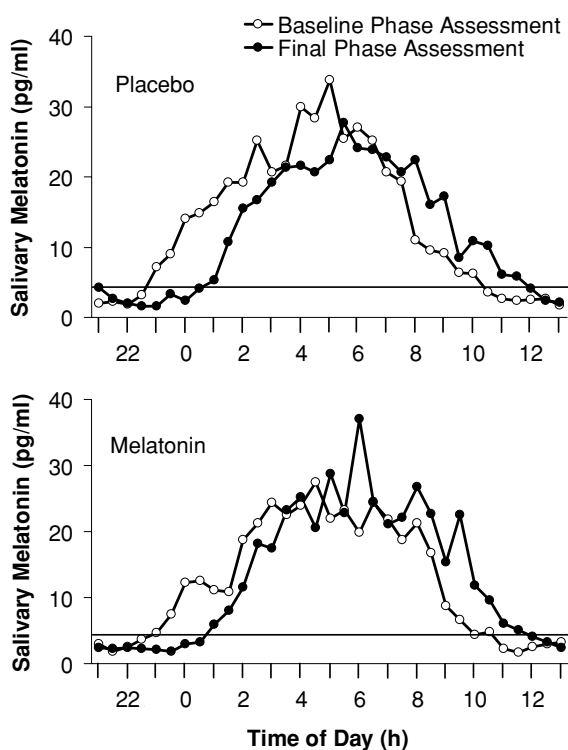 Baseline Phase Assessment
Final Phase Assessment
Placebo
Salivary Melatonin (pg/ml)
40
30
20
10
0
22 0 2 4 6 8 10 12
Melatonin
Salivary Melatonin (pg/ml)
40
30
20
10
0
22 0 2 4 6 8 10 12
Time of Day (h)